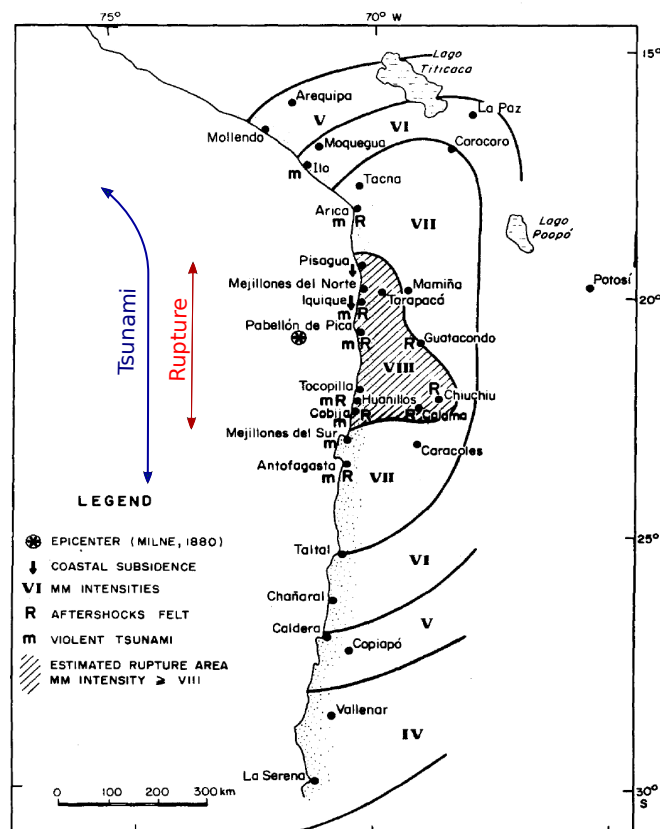 75°
70° W
15°
Lago
Titicaca
Arequipa
La Paz
V
VI
Mollendo
Moquegua
Coracoro
m
Ilo
Tacna
Arica
m R
VII
Lago
Poopó
Pisagua
Mejillones del Norte
Mamiña
Potosí
Iquique
Tarapacá
20°
m R
Pabellón de Pica
m R
R
Guatacondo
VIII
Tocopilla
R
m R
Huanillos
Chiuchiu
Cobija
R
R
Calama
m
Mejillones del Sur
m
Caracoles
Antofagasta
m R
VII
Tsunami
Rupture
LEGEND
EPICENTER (MILNE, 1880)
COASTAL SUBSIDENCE
VI MM INTENSITIES
R AFTERSHOCKS FELT
m VIOLENT TSUNAMI
ESTIMATED RUPTURE AREA
MM INTENSITY ⩾ VIII
25°
Taltal
VI
Chañaral
Caldera
V
Copiapó
Vallenar
IV
La Serena
30°
S
0 100 200 300 km